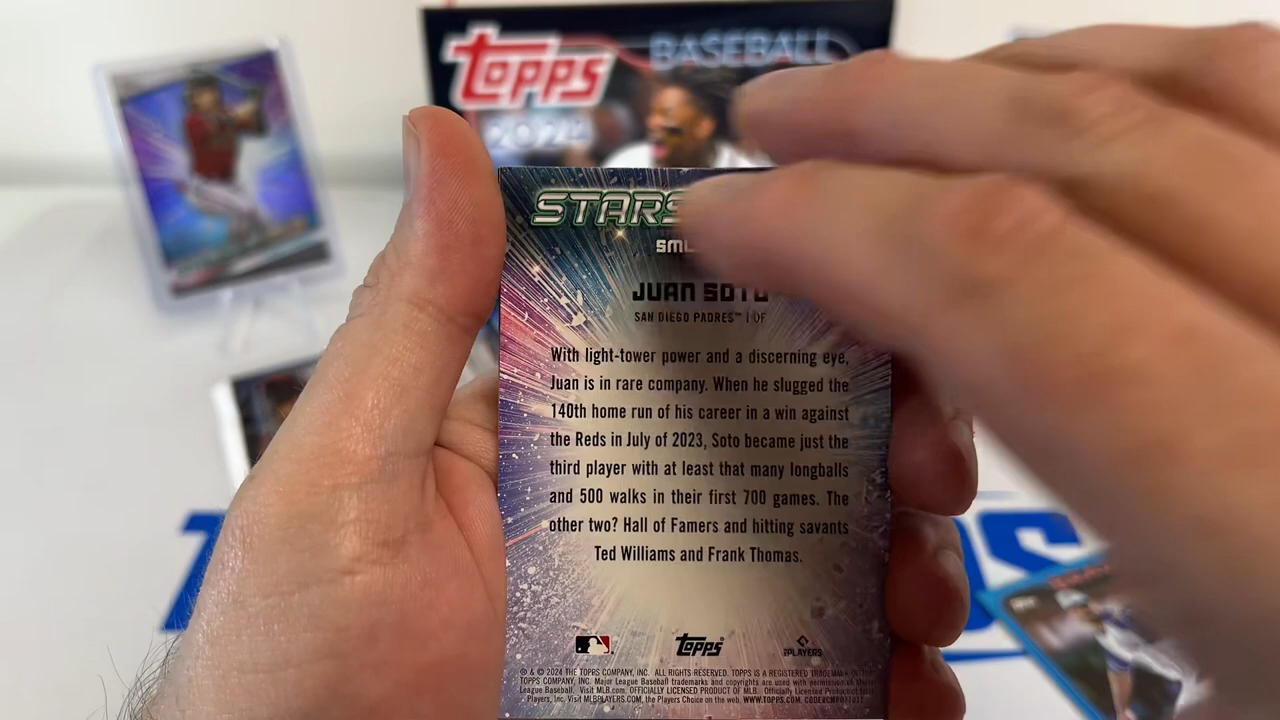 topps
BASEBALL
2024
STARS
JUAN SOTO
SAN DIEGO PADRES™ | OF
With light-tower power and a discerning eye,
Juan is in rare company. When he slugged the
140th home run of his career in a win against
the Reds in July of 2023, Soto became just the
third player with at least that many longballs
and 500 walks in their first 700 games. The
other two? Hall of Famers and hitting savants
Ted Williams and Frank Thomas.
topps
PLAYERS
® & © 2024 THE TOPPS COMPANY, INC. ALL RIGHTS RESERVED. TOPPS IS A REGISTERED TRADEMARK OF THE
TOPPS COMPANY, INC. Major League Baseball trademarks and copyrights are used with permission of Major
League Baseball. Visit MLB.com. OFFICIALLY LICENSED PRODUCT OF MLB. Officially Licensed Product
Players, Inc. Visit MLBPLAYERS.COM, the Players Choice on the web. WWW.TOPPS.COM.